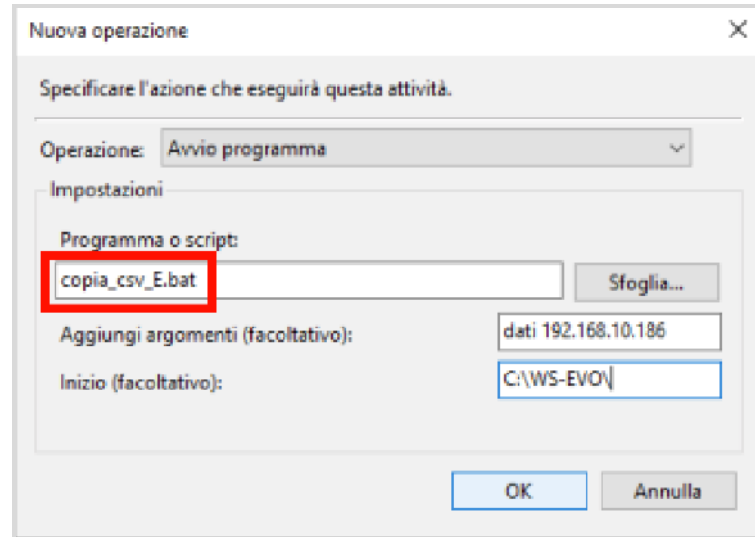 Nuova operazione
Specificare l'azione che eseguirà questa attività.
Operazione: Avvio programma
Impostazioni
Programma o script:
copia_csv_E.bat Sfoglia...
Aggiungi argomenti (facoltativo): dati 192.168.10.186
Inizio (facoltativo): C:\WS-EVO\
OK Annulla